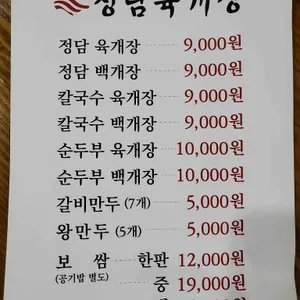 정담육개장
정담 육개장 9,000원
정담 백개장 9,000원
칼국수 육개장 9,000원
칼국수 백개장 9,000원
순두부 육개장 10,000원
순두부 백개장 10,000원
갈비만두 (7개) 5,000원
왕만두 (5개) 5,000원
보 쌈 한판 12,000원
(공기밥 별도) 중 19,000원